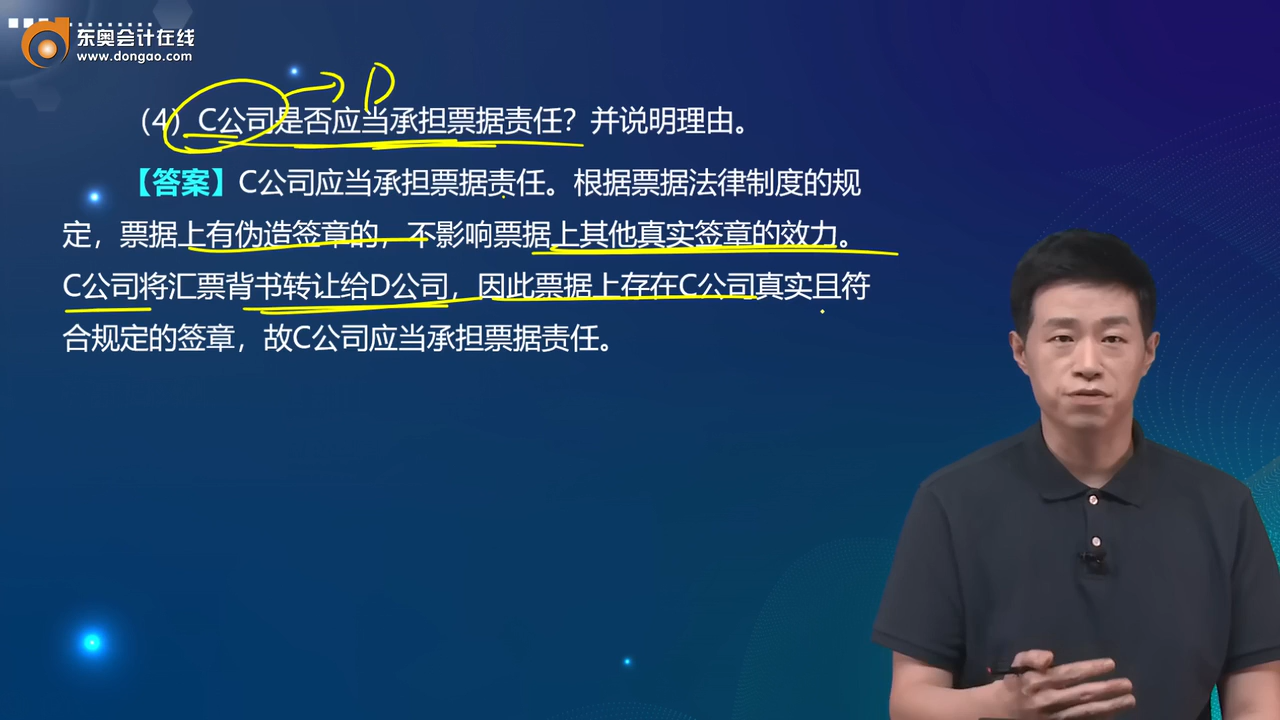 东奥会计在线
www.dongao.com
D
（4）C公司是否应当承担票据责任？并说明理由。
【答案】C公司应当承担票据责任。根据票据法律制度的规
定，票据上有伪造签章的，不影响票据上其他真实签章的效力。
C公司将汇票背书转让给D公司，因此票据上存在C公司真实且符
合规定的签章，故C公司应当承担票据责任。